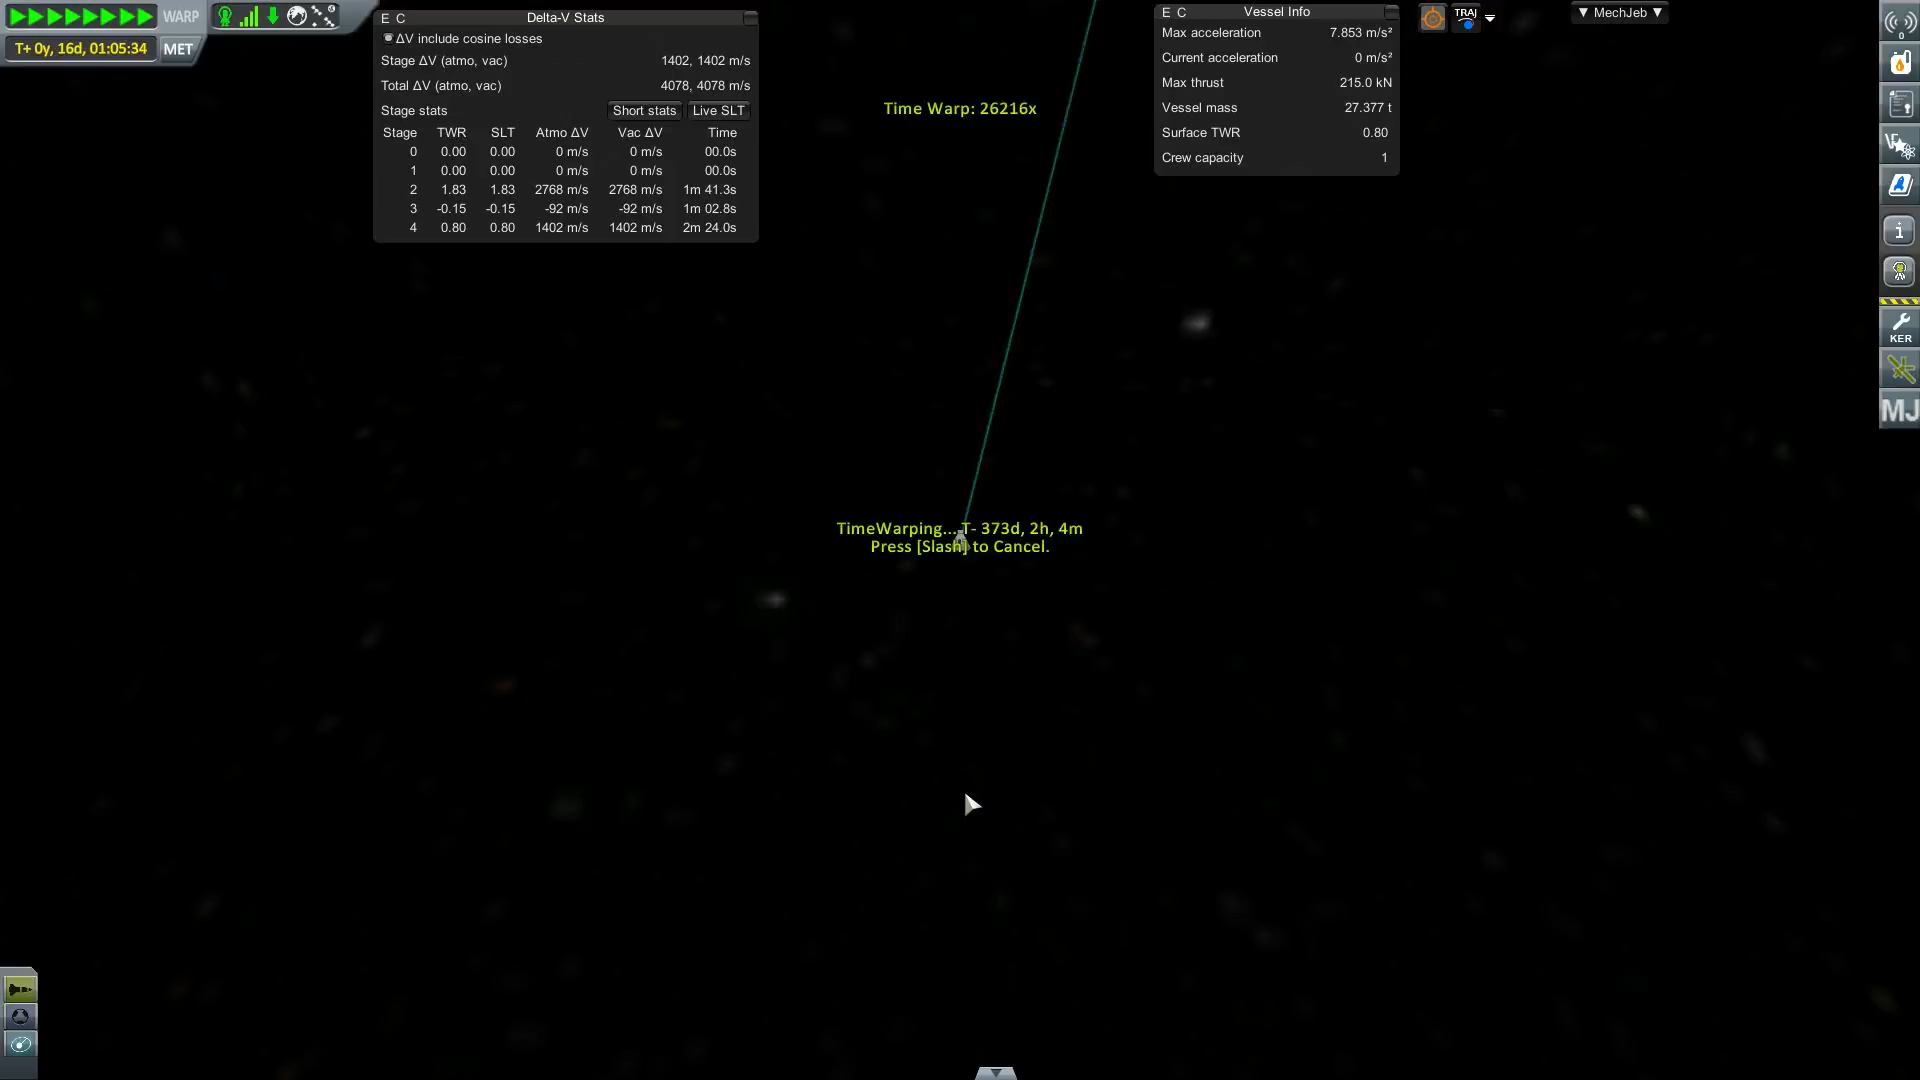 WARP
T+ 0y, 16d, 01:05:34 MET
E C Delta-V Stats
ΔV include cosine losses
Stage ΔV (atmo, vac) 1402, 1402 m/s
Total ΔV (atmo, vac) 4078, 4078 m/s
Stage stats Short stats Live SLT
Stage TWR SLT Atmo ΔV Vac ΔV Time
0 0.00 0.00 0 m/s 0 m/s 00.0s
1 0.00 0.00 0 m/s 0 m/s 00.0s
2 1.83 1.83 2768 m/s 2768 m/s 1m 41.3s
3 -0.15 -0.15 -92 m/s -92 m/s 1m 02.8s
4 0.80 0.80 1402 m/s 1402 m/s 2m 24.0s
Time Warp: 26216x
E C Vessel Info
Max acceleration 7.853 m/s²
Current acceleration 0 m/s²
Max thrust 215.0 kN
Vessel mass 27.377 t
Surface TWR 0.80
Crew capacity 1
TRAJ
▼ MechJeb ▼
0
KER
MJ
TimeWarping... T- 373d, 2h, 4m
Press [Slash] to Cancel.